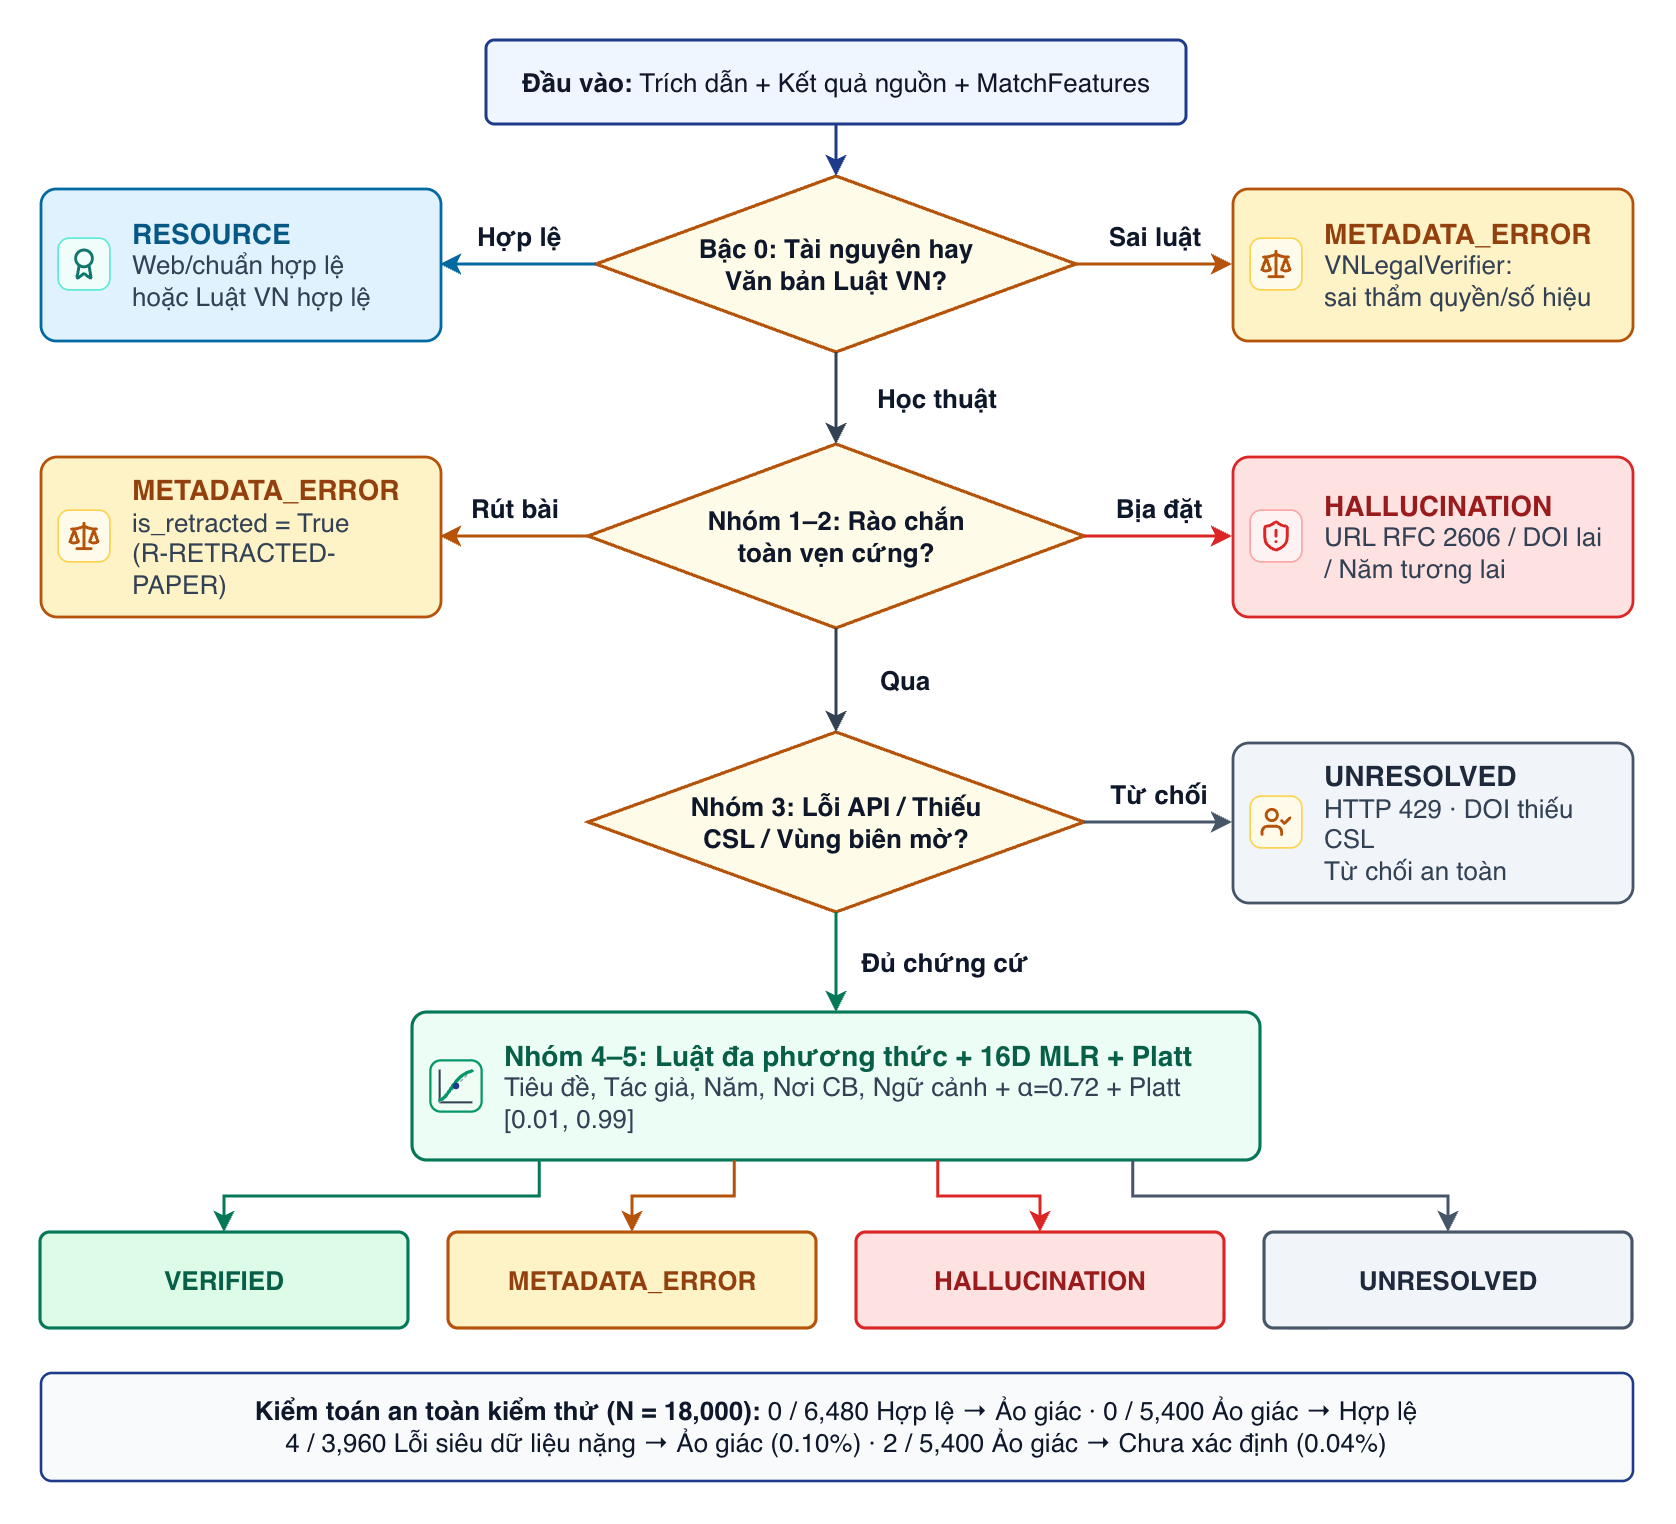 Đầu vào: Trích dẫn + Kết quả nguồn + MatchFeatures
RESOURCE
Web/chuẩn hợp lệ
hoặc Luật VN hợp lệ
Hợp lệ
Bậc 0: Tài nguyên hay
Văn bản Luật VN?
Sai luật
METADATA_ERROR
VNLegalVerifier:
sai thẩm quyền/số hiệu
Học thuật
METADATA_ERROR
is_retracted = True
(R-RETRACTED-
PAPER)
Rút bài
Nhóm 1–2: Rào chắn
toàn vẹn cứng?
Bịa đặt
HALLUCINATION
URL RFC 2606 / DOI lai
/ Năm tương lai
Qua
Nhóm 3: Lỗi API / Thiếu
CSL / Vùng biên mờ?
Từ chối
UNRESOLVED
HTTP 429 · DOI thiếu
CSL
Từ chối an toàn
Đủ chứng cứ
Nhóm 4–5: Luật đa phương thức + 16D MLR + Platt
Tiêu đề, Tác giả, Năm, Nơi CB, Ngữ cảnh + α=0.72 + Platt
[0.01, 0.99]
VERIFIED
METADATA_ERROR
HALLUCINATION
UNRESOLVED
Kiểm toán an toàn kiểm thử (N = 18,000): 0 / 6,480 Hợp lệ → Ảo giác · 0 / 5,400 Ảo giác → Hợp lệ
4 / 3,960 Lỗi siêu dữ liệu nặng → Ảo giác (0.10%) · 2 / 5,400 Ảo giác → Chưa xác định (0.04%)